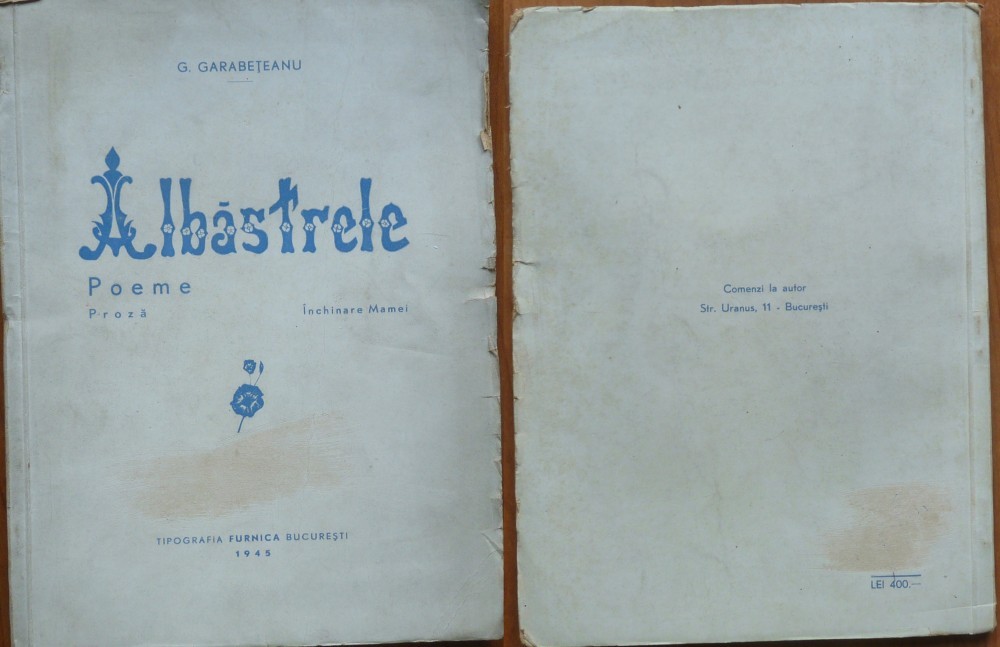 G. GARABEȚEANU
Albăstrele
Poeme
Proză
Închinare Mamei
TIPOGRAFIA FURNICA BUCUREȘTI
1945
Comenzi la autor
Str. Uranus, 11 - București
LEI 400.—